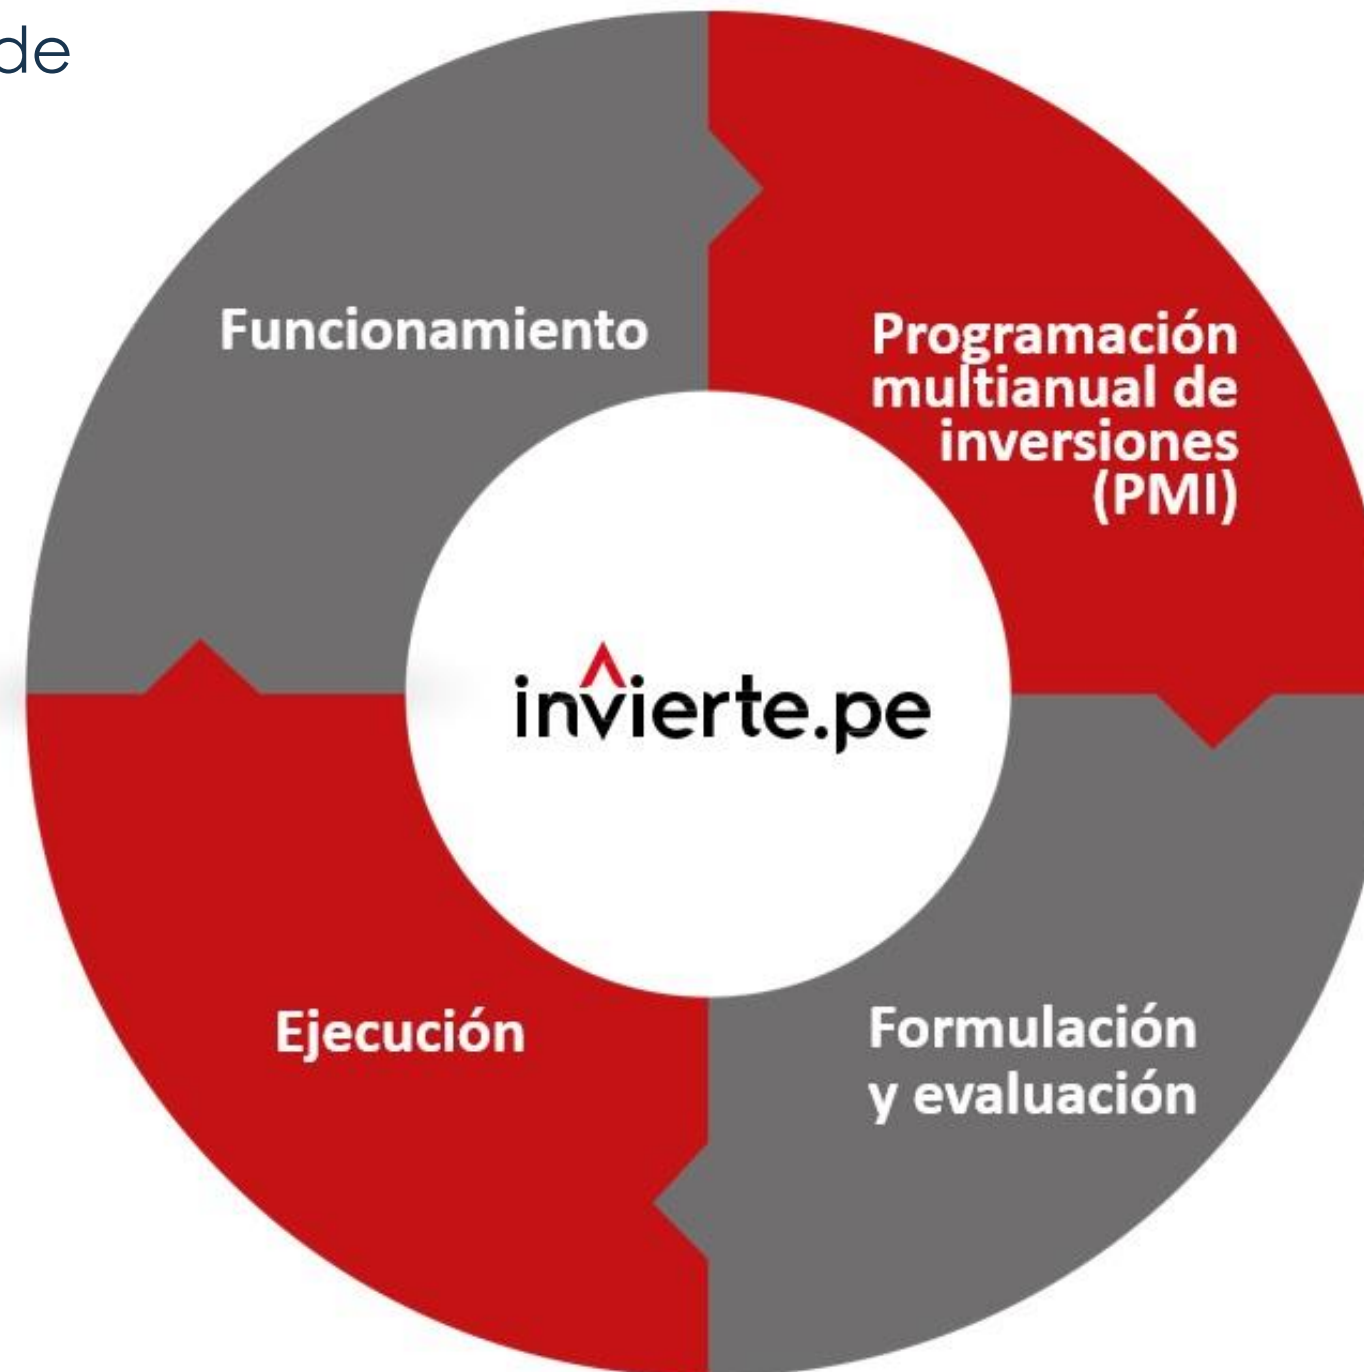 de
Funcionamiento
Programación
multianual de
inversiones
(PMI)
invierte.pe
Ejecución
Formulación
y evaluación